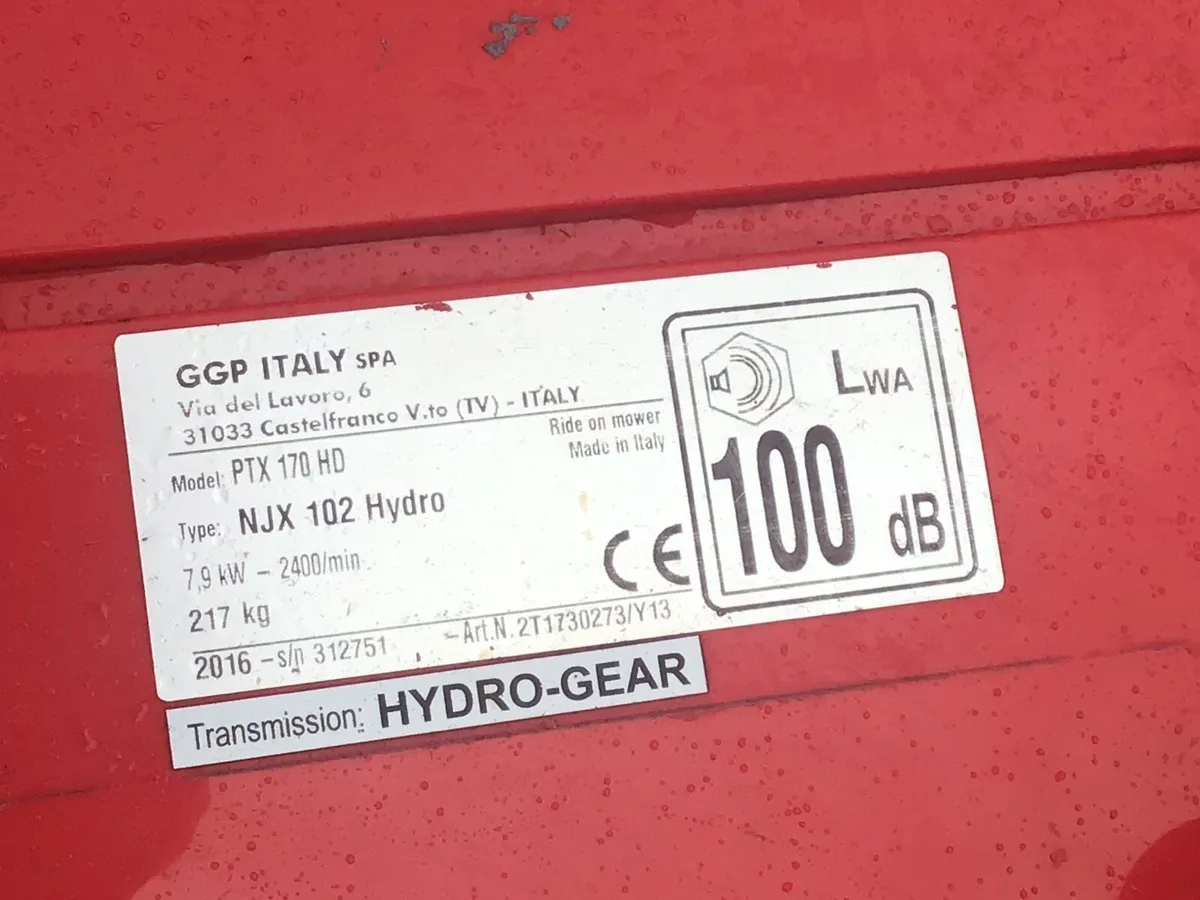 GGP ITALY SPA
Via del Lavoro, 6
31033 Castelfranco V.to (TV) - ITALY
Ride on mower
Made in Italy
Model: PTX 170 HD
Type: NJX 102 Hydro
7,9 kW - 2400/min
217 kg
CE
2016 - s/n 312751 - Art.N. 2T1730273/Y13
LWA
100 dB
Transmission: HYDRO-GEAR